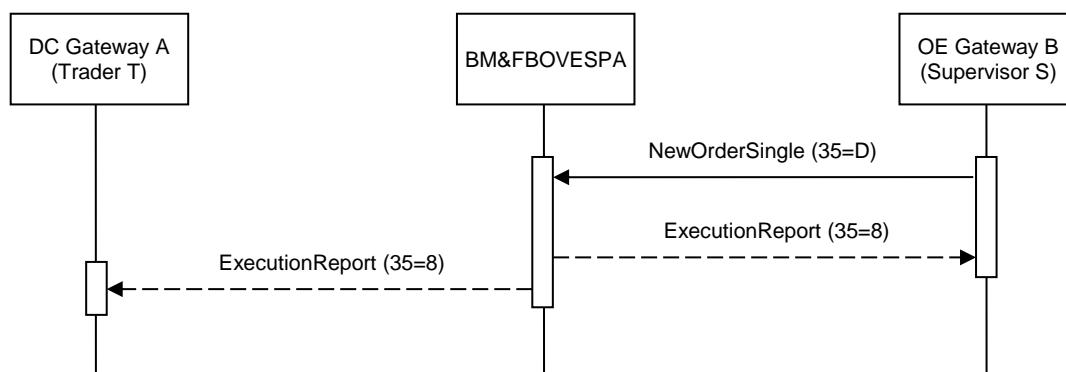 DC Gateway A
(Trader T)
BM&FBOVESPA
OE Gateway B
(Supervisor S)
NewOrderSingle (35=D)
ExecutionReport (35=8)
ExecutionReport (35=8)